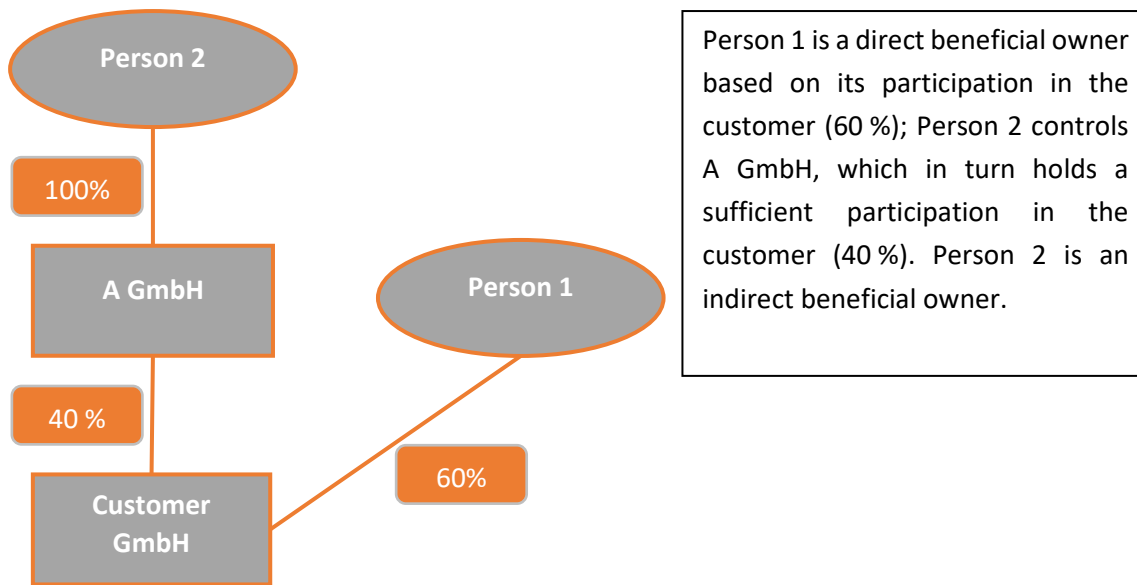 Person 2
100%
A GmbH
Person 1
40 %
60%
Customer
GmbH
Person 1 is a direct beneficial owner
based on its participation in the
customer (60 %); Person 2 controls
A GmbH, which in turn holds a
sufficient participation in the
customer (40 %). Person 2 is an
indirect beneficial owner.